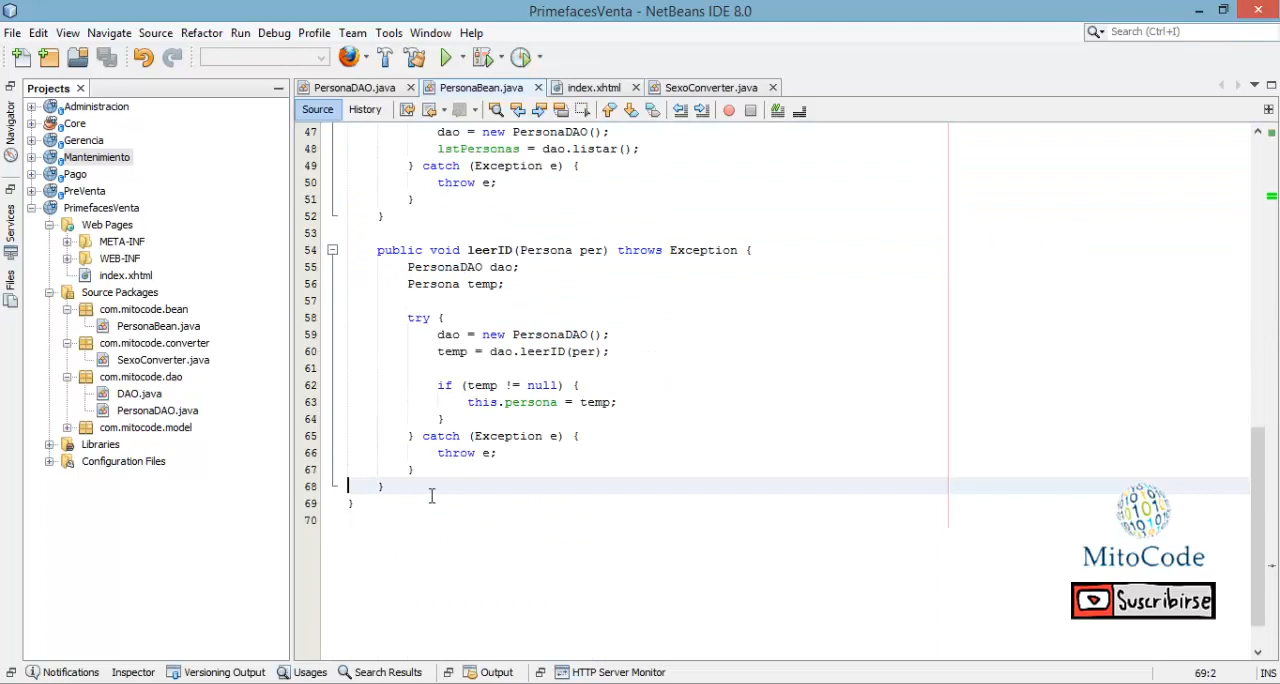 PrimefacesVenta - NetBeans IDE 8.0
File Edit View Navigate Source Refactor Run Debug Profile Team Tools Window Help
Search (Ctrl+I)
Projects
PersonaDAO.java
PersonaBean.java
index.xhtml
SexoConverter.java
Source
History
Navigator
Services
Files
Administracion
Core
Gerencia
Mantenimiento
Pago
PreVenta
PrimefacesVenta
Web Pages
META-INF
WEB-INF
index.xhtml
Source Packages
com.mitocode.bean
PersonaBean.java
com.mitocode.converter
SexoConverter.java
com.mitocode.dao
DAO.java
PersonaDAO.java
com.mitocode.model
Libraries
Configuration Files
47 dao = new PersonaDAO();
48 lstPersonas = dao.listar();
49 } catch (Exception e) {
50 throw e;
51 }
52 }
53
54 public void leerID(Persona per) throws Exception {
55 PersonaDAO dao;
56 Persona temp;
57
58 try {
59 dao = new PersonaDAO();
60 temp = dao.leerID(per);
61
62 if (temp != null) {
63 this.persona = temp;
64 }
65 } catch (Exception e) {
66 throw e;
67 }
68 }
69 }
70
MitoCode
Suscribirse
Notifications
Inspector
Versioning Output
Usages
Search Results
Output
HTTP Server Monitor
69:2
INS